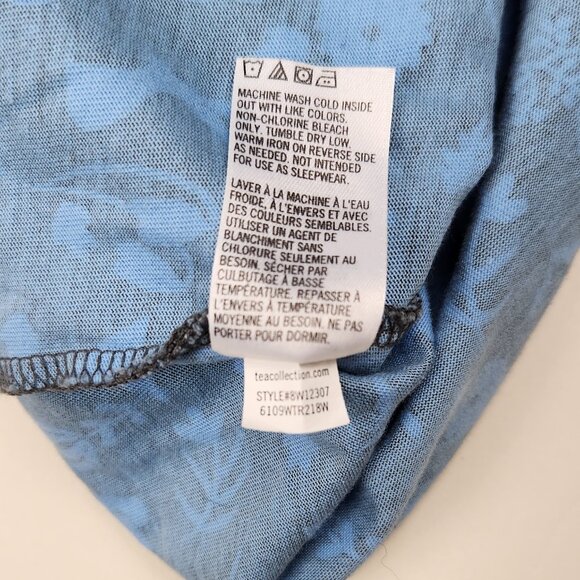 MACHINE WASH COLD INSIDE
OUT WITH LIKE COLORS.
NON-CHLORINE BLEACH
ONLY. TUMBLE DRY LOW.
WARM IRON ON REVERSE SIDE
AS NEEDED. NOT INTENDED
FOR USE AS SLEEPWEAR.
LAVER À LA MACHINE À L'EAU
FROIDE, À L'ENVERS ET AVEC
DES COULEURS SEMBLABLES.
UTILISER UN AGENT DE
BLANCHIMENT SANS
CHLORURE SEULEMENT AU
BESOIN. SÉCHER PAR
CULBUTAGE À BASSE
TEMPÉRATURE. REPASSER À
L'ENVERS À TEMPÉRATURE
MOYENNE AU BESOIN. NE PAS
PORTER POUR DORMIR.
teacollection.com
STYLE#8W12307
6109WTR218W